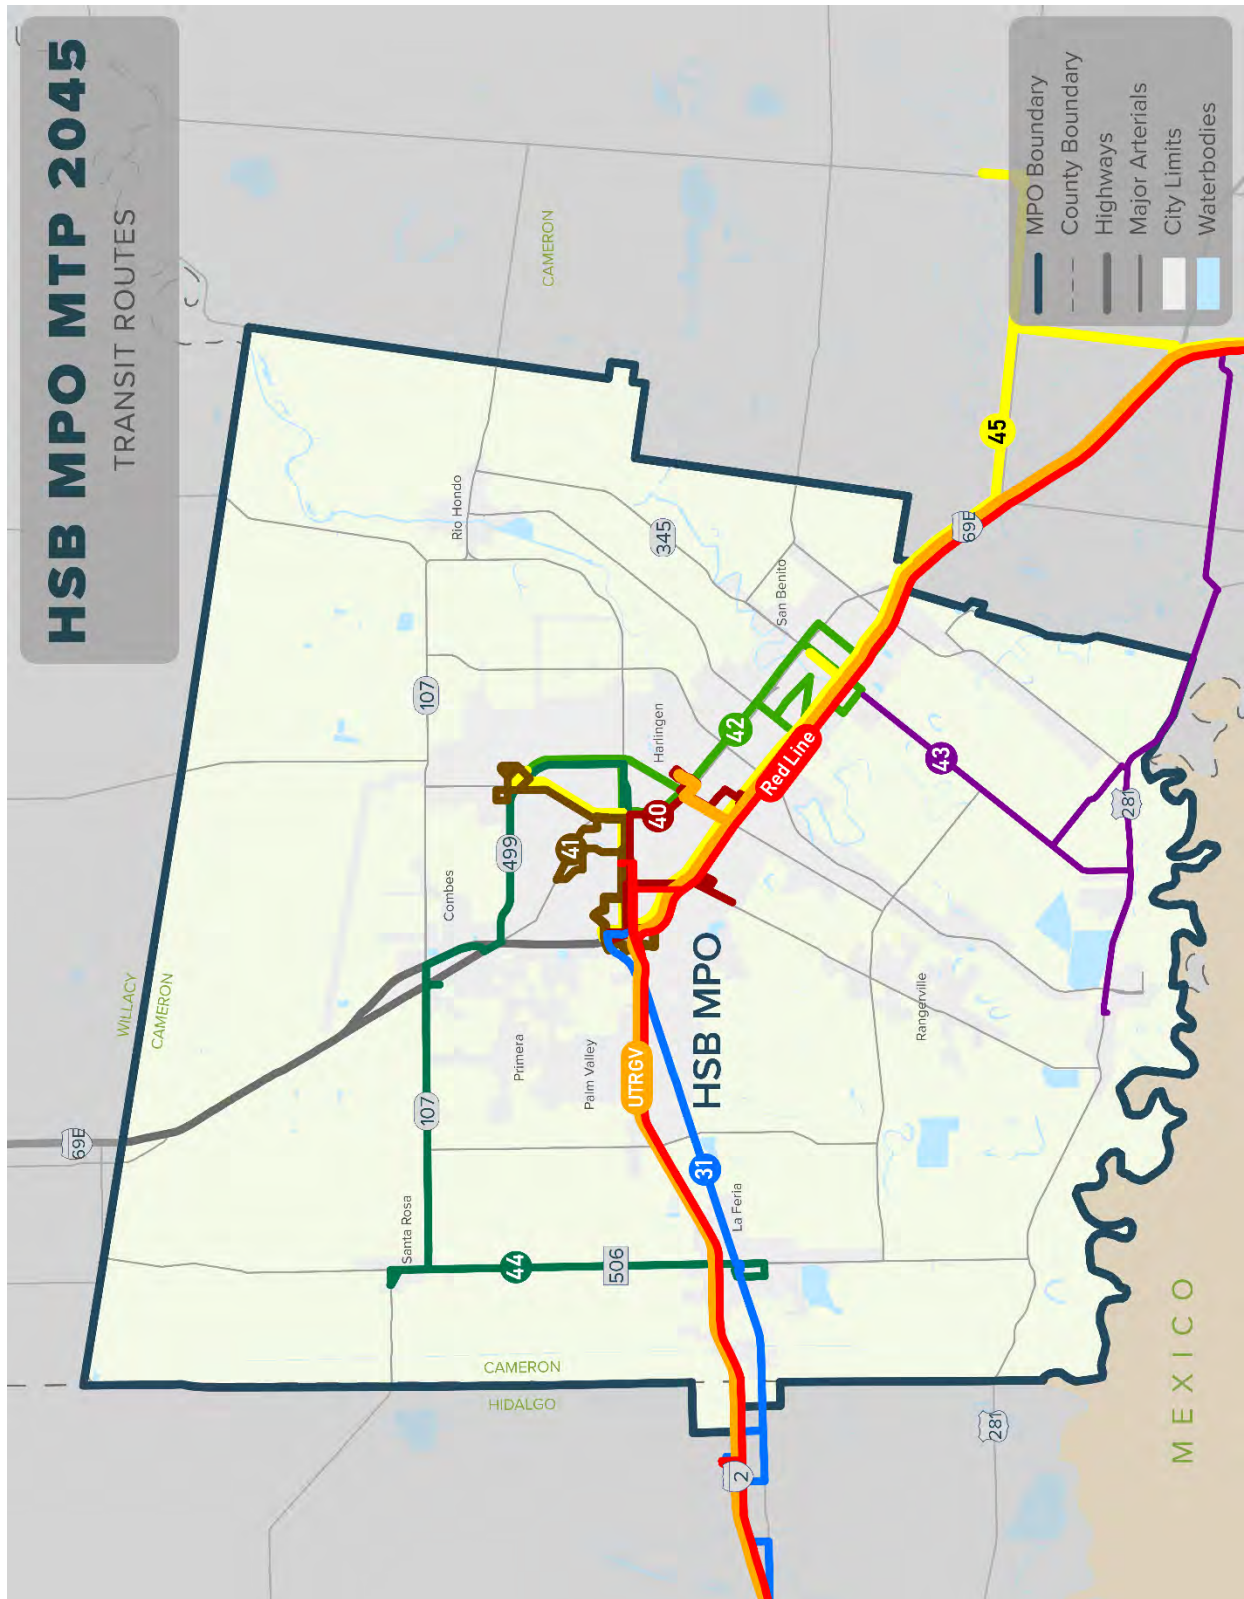 HSB MPO MTP 2045
TRANSIT ROUTES
MPO Boundary
County Boundary
Highways
Major Arterials
City Limits
Waterbodies
WILLACY
CAMERON
CAMERON
CAMERON
HIDALGO
69E
107
107
499
506
345
69E
281
281
2
Santa Rosa
Combes
Primera
Palm Valley
La Feria
Rio Hondo
Harlingen
San Benito
Rangerville
HSB MPO
MEXICO
UTRGV
Red Line
31
40
41
42
43
44
45